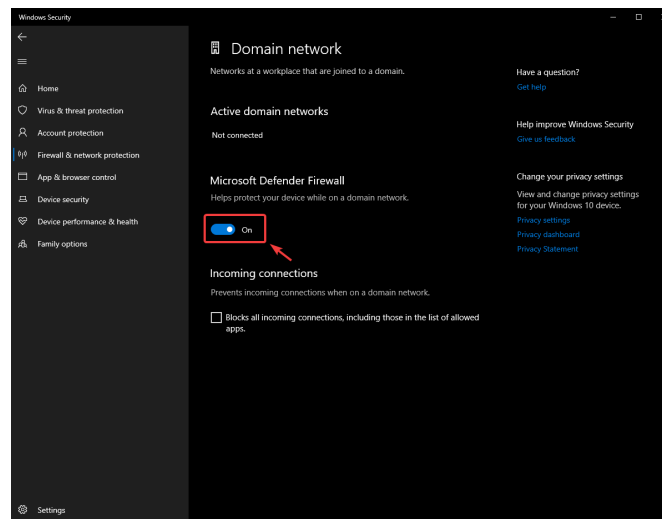 Windows Security
Domain network
Networks at a workplace that are joined to a domain.
Have a question?
Get help
Home
Virus & threat protection
Account protection
Firewall & network protection
App & browser control
Device security
Device performance & health
Family options
Active domain networks
Not connected
Help improve Windows Security
Give us feedback
Microsoft Defender Firewall
Helps protect your device while on a domain network.
On
Change your privacy settings
View and change privacy settings
for your Windows 10 device.
Privacy settings
Privacy dashboard
Privacy Statement
Incoming connections
Prevents incoming connections when on a domain network.
Blocks all incoming connections, including those in the list of allowed
apps.
Settings